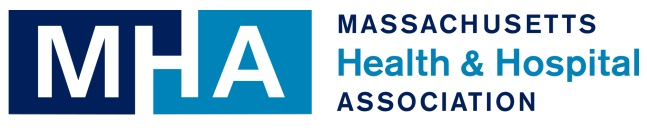 MHA
MASSACHUSETTS
Health & Hospital
ASSOCIATION